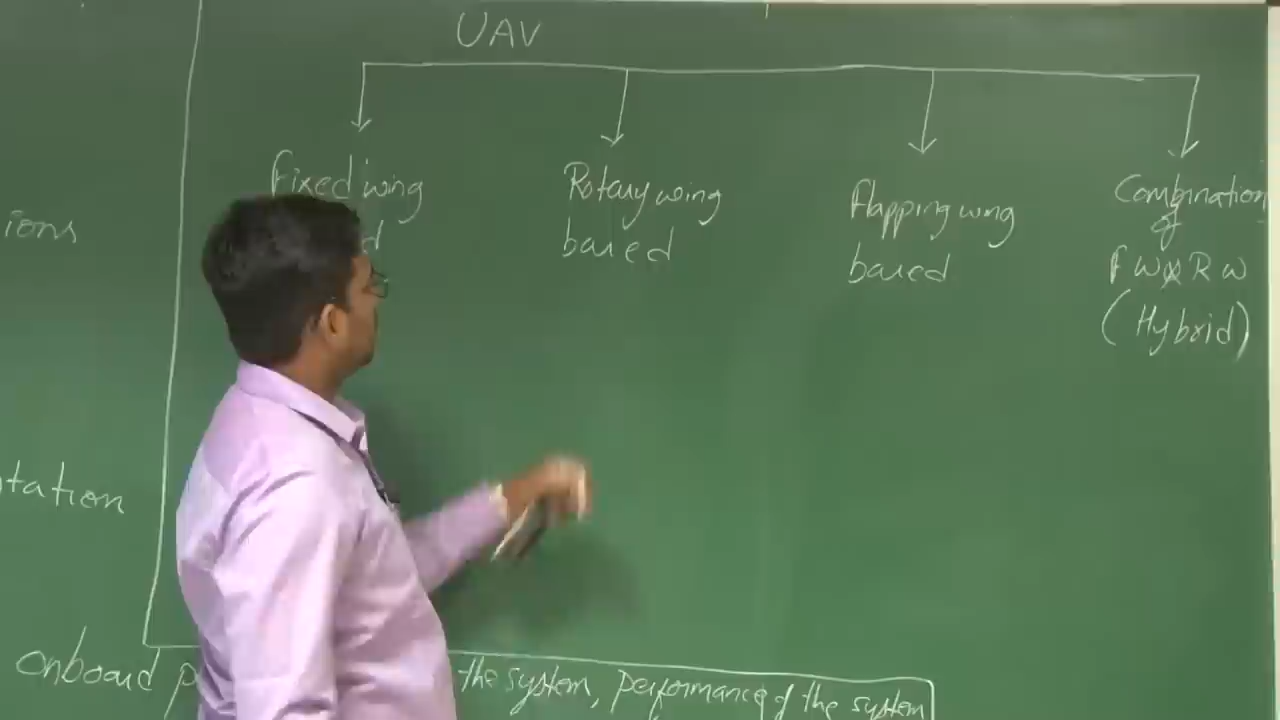 UAV
Fixed wing
Rotary wing
based
Flapping wing
based
Combination
of
FW & RW
(Hybrid)
ions
tation
onboard p the system, performance of the system